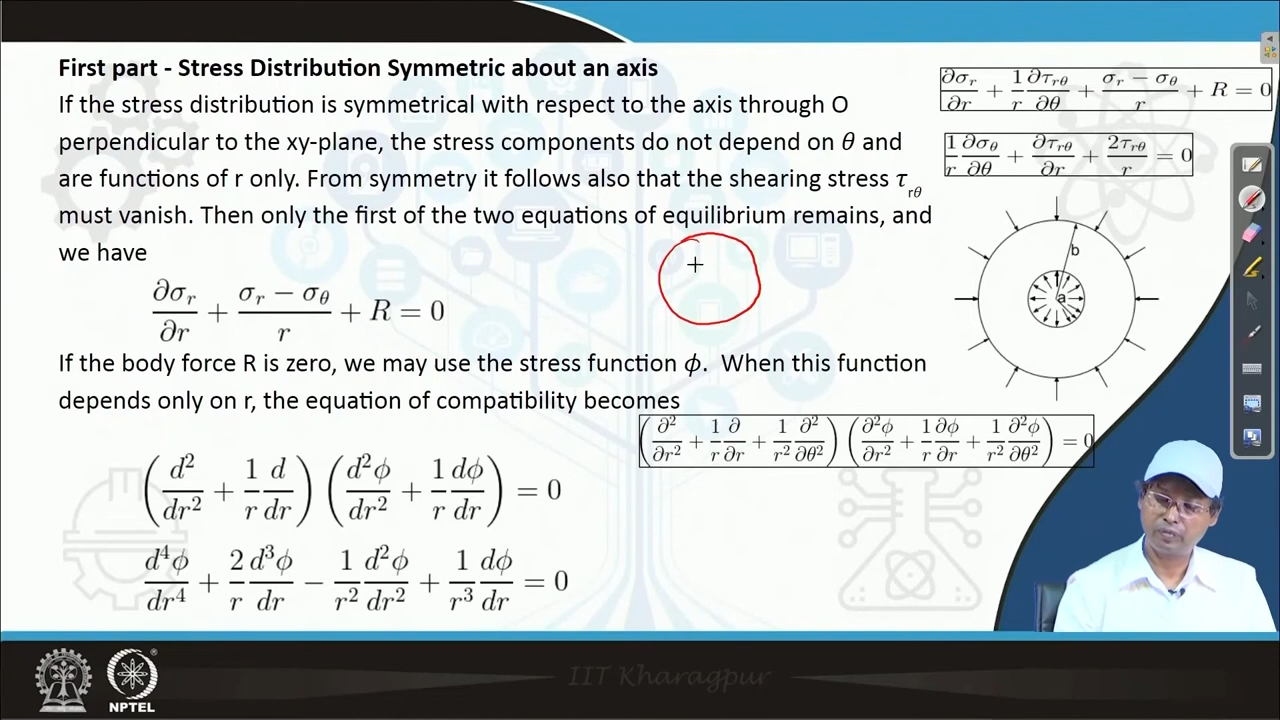 First part - Stress Distribution Symmetric about an axis
If the stress distribution is symmetrical with respect to the axis through O
perpendicular to the xy-plane, the stress components do not depend on θ and
are functions of r only. From symmetry it follows also that the shearing stress τ_rθ
must vanish. Then only the first of the two equations of equilibrium remains, and
we have
∂σ_r/∂r + (σ_r − σ_θ)/r + R = 0
If the body force R is zero, we may use the stress function ϕ. When this function
depends only on r, the equation of compatibility becomes
(d²/dr² + 1/r d/dr) (d²ϕ/dr² + 1/r dϕ/dr) = 0
d⁴ϕ/dr⁴ + 2/r d³ϕ/dr − 1/r² d²ϕ/dr² + 1/r³ dϕ/dr = 0
∂σ_r/∂r + 1/r ∂τ_rθ/∂θ + (σ_r − σ_θ)/r + R = 0
1/r ∂σ_θ/∂θ + ∂τ_rθ/∂r + 2τ_rθ/r = 0
b
a
(∂²/∂r² + 1/r ∂/∂r + 1/r² ∂²/∂θ²) (∂²ϕ/∂r² + 1/r ∂ϕ/∂r + 1/r² ∂²ϕ/∂θ²) = 0
NPTEL
IIT Kharagpur